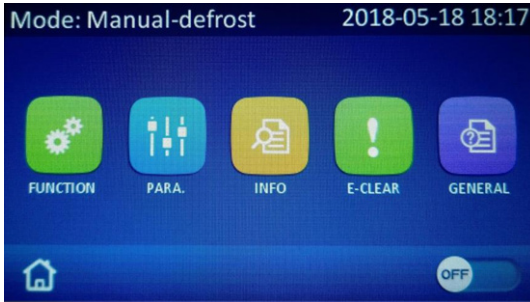 Mode: Manual-defrost 2018-05-18 18:17
FUNCTION PARA. INFO E-CLEAR GENERAL
OFF